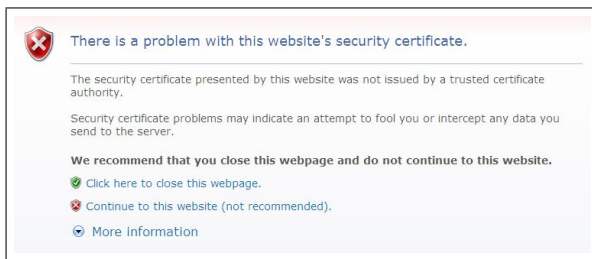 There is a problem with this website's security certificate.
The security certificate presented by this website was not issued by a trusted certificate
authority.
Security certificate problems may indicate an attempt to fool you or intercept any data you
send to the server.
We recommend that you close this webpage and do not continue to this website.
Click here to close this webpage.
Continue to this website (not recommended).
More information